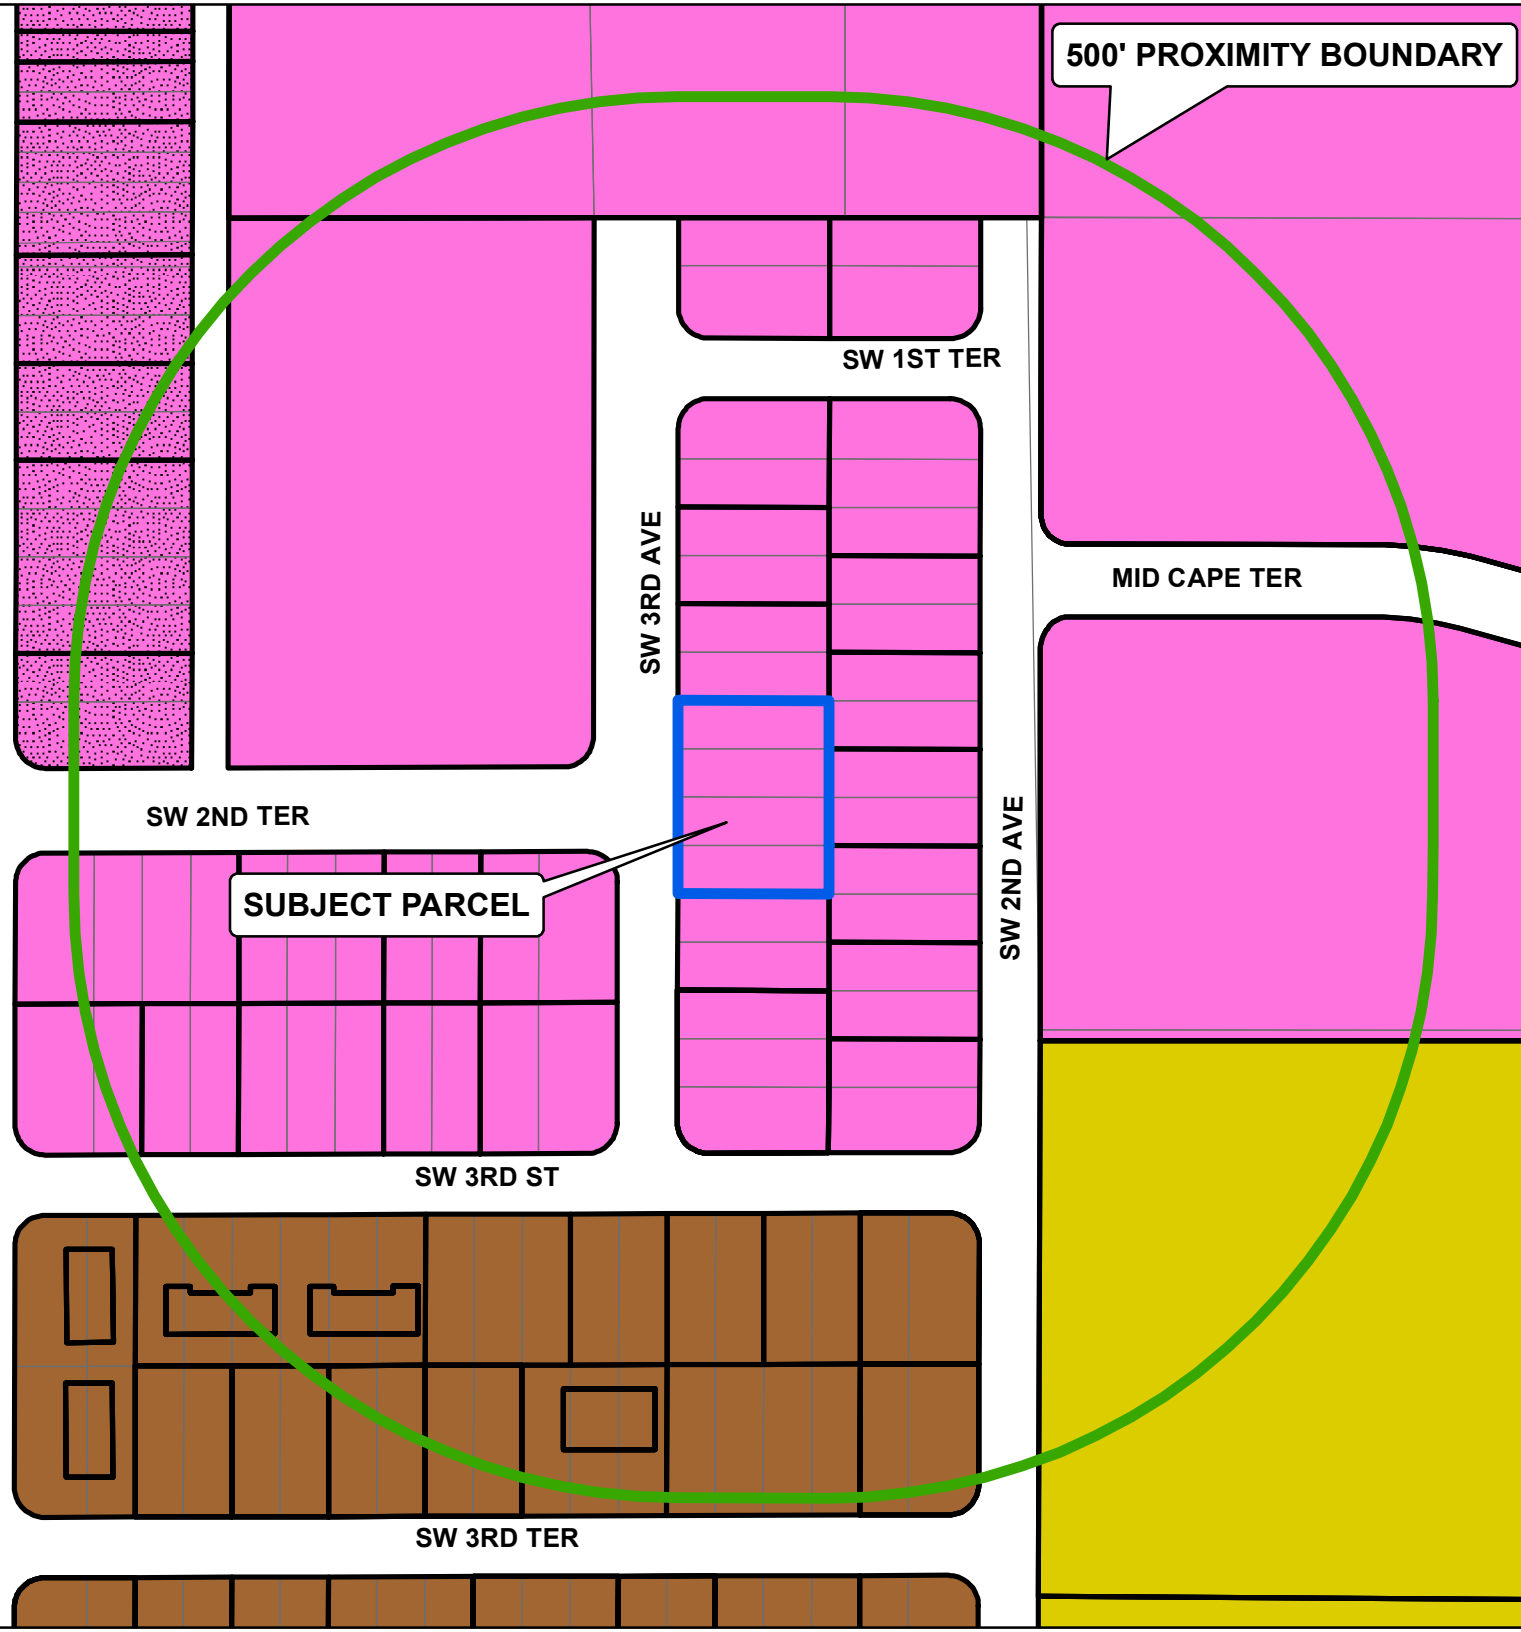 500' PROXIMITY BOUNDARY
SW 1ST TER
SW 3RD AVE
MID CAPE TER
SW 2ND TER
SW 2ND AVE
SUBJECT PARCEL
SW 3RD ST
SW 3RD TER